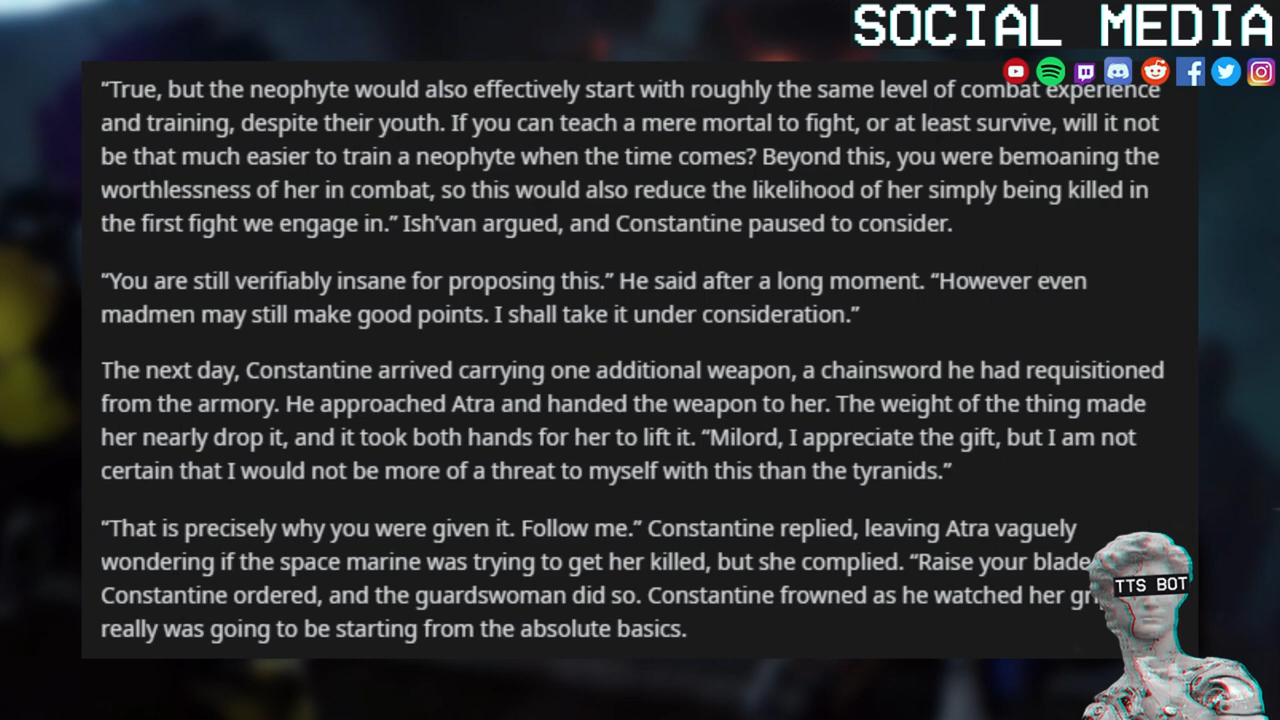 SOCIAL MEDIA
“True, but the neophyte would also effectively start with roughly the same level of combat experience
and training, despite their youth. If you can teach a mere mortal to fight, or at least survive, will it not
be that much easier to train a neophyte when the time comes? Beyond this, you were bemoaning the
worthlessness of her in combat, so this would also reduce the likelihood of her simply being killed in
the first fight we engage in.” Ish’van argued, and Constantine paused to consider.
“You are still verifiably insane for proposing this.” He said after a long moment. “However even
madmen may still make good points. I shall take it under consideration.”
The next day, Constantine arrived carrying one additional weapon, a chainsword he had requisitioned
from the armory. He approached Atra and handed the weapon to her. The weight of the thing made
her nearly drop it, and it took both hands for her to lift it. “Milord, I appreciate the gift, but I am not
certain that I would not be more of a threat to myself with this than the tyranids.”
“That is precisely why you were given it. Follow me.” Constantine replied, leaving Atra vaguely
wondering if the space marine was trying to get her killed, but she complied. “Raise your blade
Constantine ordered, and the guardswoman did so. Constantine frowned as he watched her
really was going to be starting from the absolute basics.
TTS BOT